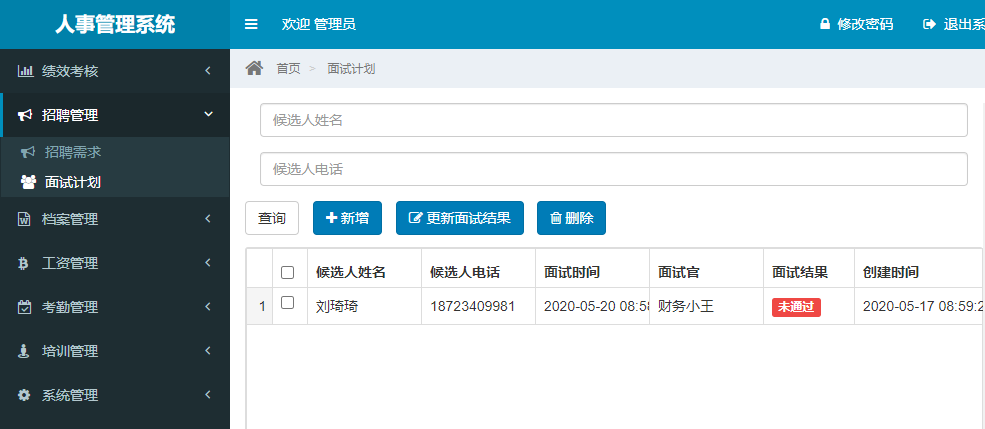 人事管理系统
欢迎 管理员
修改密码
退出系
绩效考核
招聘管理
招聘需求
面试计划
档案管理
工资管理
考勤管理
培训管理
系统管理
首页 > 面试计划
候选人姓名
候选人电话
查询 新增 更新面试结果 删除
候选人姓名 候选人电话 面试时间 面试官 面试结果 创建时间
1 刘琦琦 18723409981 2020-05-20 08:58 财务小王 未通过 2020-05-17 08:59:2